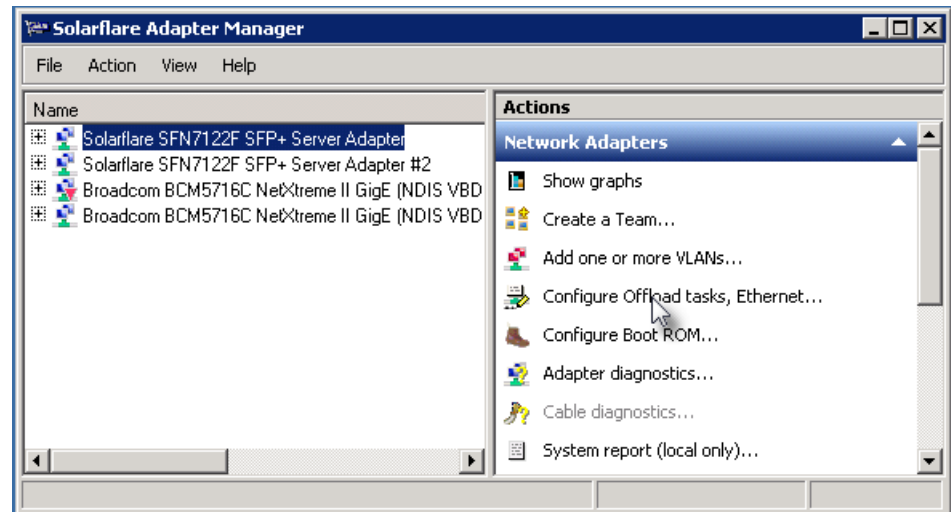 Solarflare Adapter Manager
File Action View Help
Name
Solarflare SFN7122F SFP+ Server Adapter
Solarflare SFN7122F SFP+ Server Adapter #2
Broadcom BCM5716C NetXtreme II GigE (NDIS VBD
Broadcom BCM5716C NetXtreme II GigE (NDIS VBD
Actions
Network Adapters
Show graphs
Create a Team...
Add one or more VLANs...
Configure Offload tasks, Ethernet...
Configure Boot ROM...
Adapter diagnostics...
Cable diagnostics...
System report (local only)...